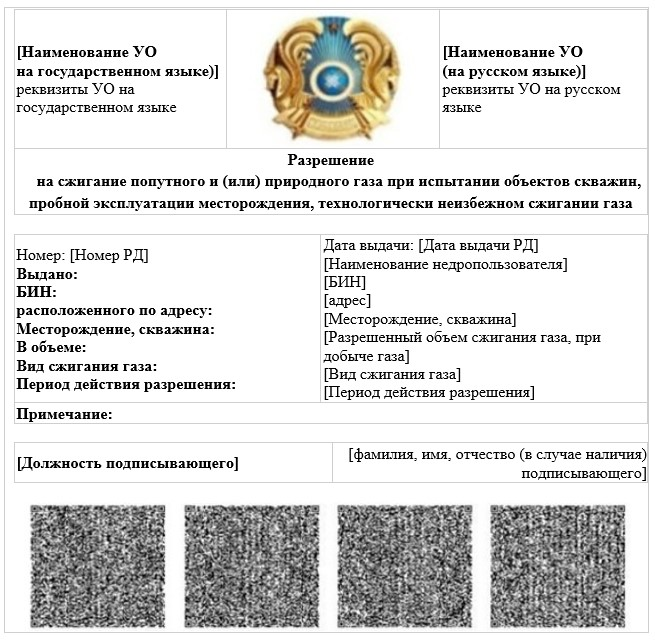 [Наименование УО
на государственном языке)]
реквизиты УО на
государственном языке
[Наименование УО
(на русском языке)]
реквизиты УО на русском
языке
Разрешение
на сжигание попутного и (или) природного газа при испытании объектов скважин,
пробной эксплуатации месторождения, технологически неизбежном сжигании газа
Номер: [Номер РД]
Выдано:
БИН:
расположенного по адресу:
Месторождение, скважина:
В объеме:
Вид сжигания газа:
Период действия разрешения:
Дата выдачи: [Дата выдачи РД]
[Наименование недропользователя]
[БИН]
[адрес]
[Месторождение, скважина]
[Разрешенный объем сжигания газа, при
добыче газа]
[Вид сжигания газа]
[Период действия разрешения]
Примечание:
[Должность подписывающего]
[фамилия, имя, отчество (в случае наличия)
подписывающего]